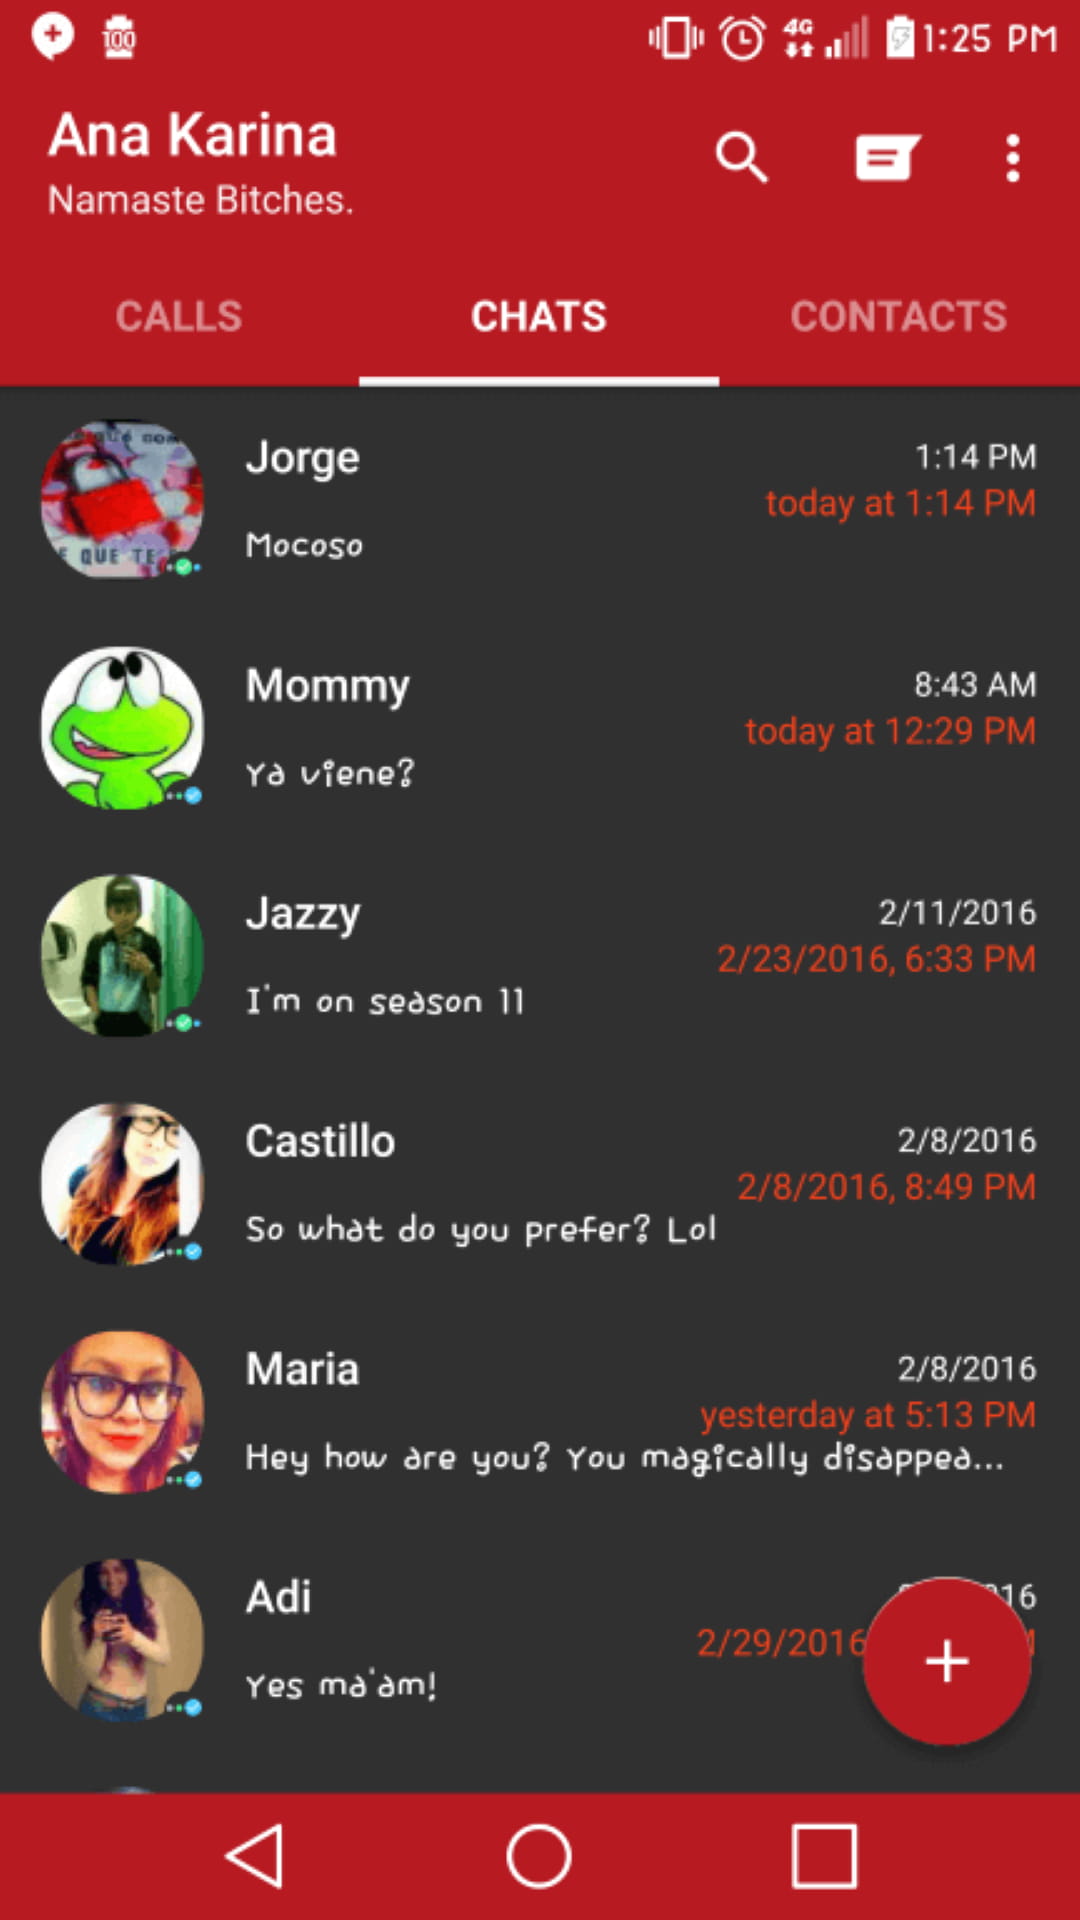 100
4G
1:25 PM
Ana Karina
Namaste Bitches.
CALLS
CHATS
CONTACTS
Jorge
1:14 PM
today at 1:14 PM
Mocoso
QUE TE
Mommy
8:43 AM
today at 12:29 PM
Ya viene?
Jazzy
2/11/2016
2/23/2016, 6:33 PM
I'm on season 11
Castillo
2/8/2016
2/8/2016, 8:49 PM
So what do you prefer? Lol
Maria
2/8/2016
yesterday at 5:13 PM
Hey how are you? You magically disappea...
Adi
2/29/2016
Yes ma'am!